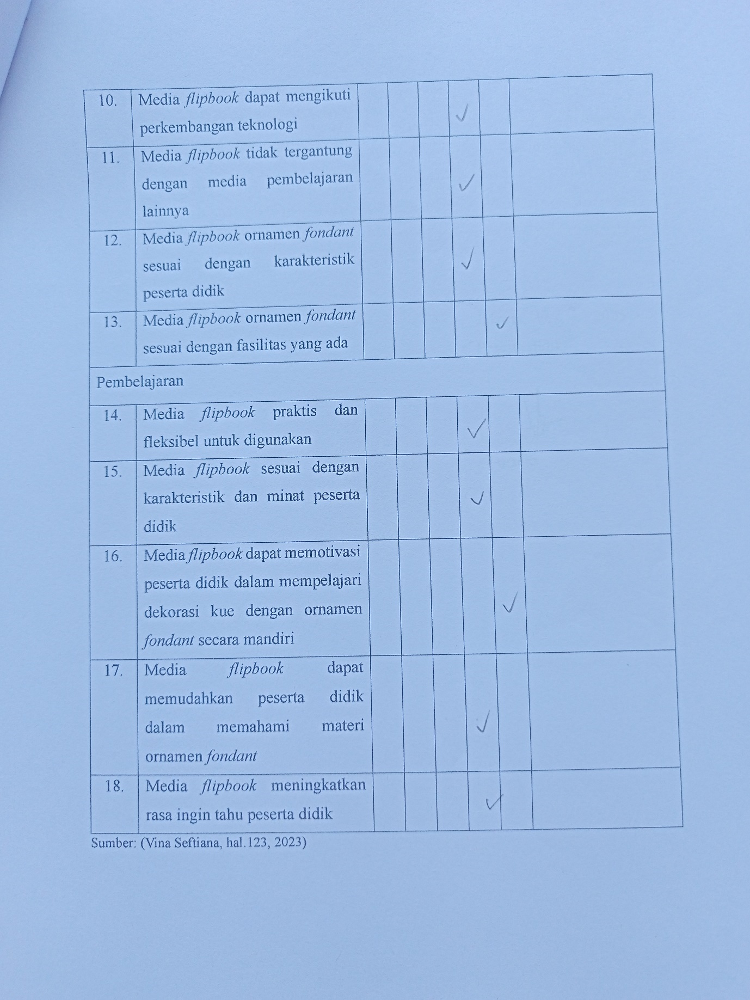 10. Media flipbook dapat mengikuti
perkembangan teknologi
11. Media flipbook tidak tergantung
dengan media pembelajaran
lainnya
12. Media flipbook ornamen fondant
sesuai dengan karakteristik
peserta didik
13. Media flipbook ornamen fondant
sesuai dengan fasilitas yang ada
Pembelajaran
14. Media flipbook praktis dan
fleksibel untuk digunakan
15. Media flipbook sesuai dengan
karakteristik dan minat peserta
didik
16. Media flipbook dapat memotivasi
peserta didik dalam mempelajari
dekorasi kue dengan ornamen
fondant secara mandiri
17. Media flipbook dapat
memudahkan peserta didik
dalam memahami materi
ornamen fondant
18. Media flipbook meningkatkan
rasa ingin tahu peserta didik
Sumber: (Vina Seftiana, hal.123, 2023)